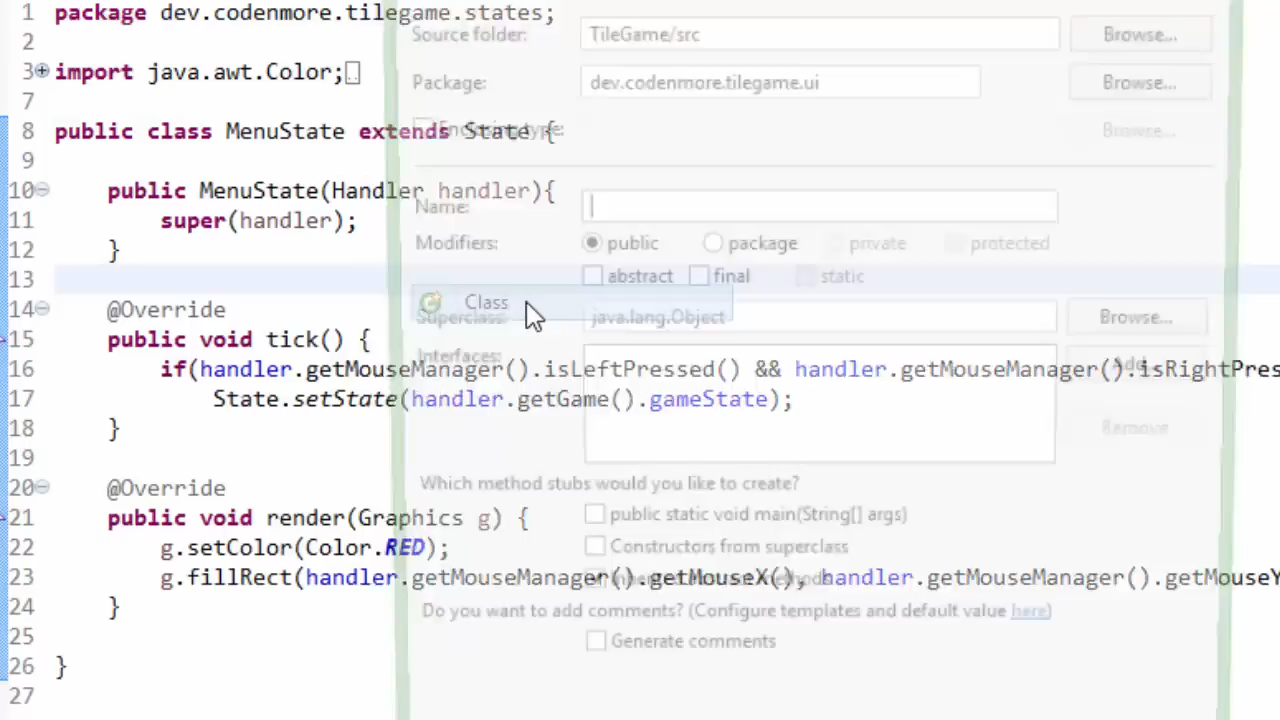 1 package dev.codenmore.tilegame.states;
Source folder: TileGame/src Browse...
2
3 import java.awt.Color;
Package: dev.codenmore.tilegame.ui Browse...
7
8 public class MenuState extends State {
Enclosing type: Browse...
9
10 public MenuState(Handler handler){
Name:
11 super(handler);
Modifiers: public package private protected
12 }
abstract final static
13
Class
14 @Override
Superclass: java.lang.Object Browse...
15 public void tick() {
Interfaces: Add...
16 if(handler.getMouseManager().isLeftPressed() && handler.getMouseManager().isRightPres
17 State.setState(handler.getGame().gameState);
18 }
Remove
19
Which method stubs would you like to create?
20 @Override
21 public void render(Graphics g) {
public static void main(String[] args)
22 g.setColor(Color.RED);
Constructors from superclass
23 g.fillRect(handler.getMouseManager().getMouseX(), handler.getMouseManager().getMouseY
24 }
Do you want to add comments? (Configure templates and default value here)
25
Generate comments
26 }
27